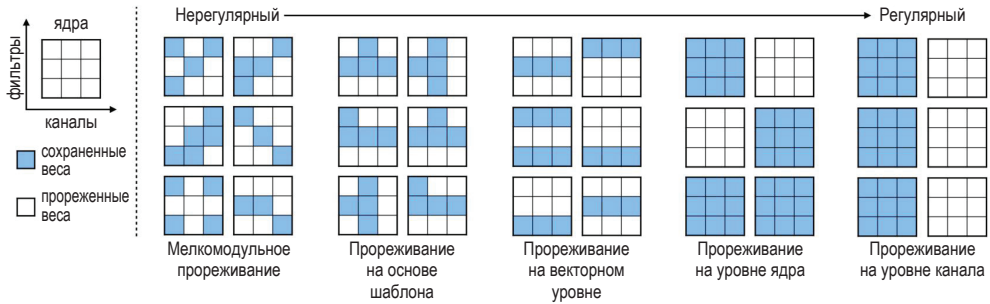 Нерегулярный
Регулярный
ядра
фильтры
каналы
сохраненные
веса
прореженные
веса
Мелкомодульное
прореживание
Прореживание
на основе
шаблона
Прореживание
на векторном
уровне
Прореживание
на уровне ядра
Прореживание
на уровне канала